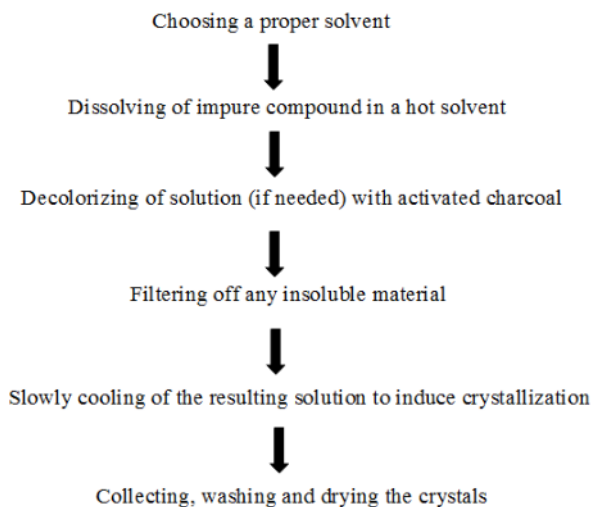 Choosing a proper solvent
Dissolving of impure compound in a hot solvent
Decolorizing of solution (if needed) with activated charcoal
Filtering off any insoluble material
Slowly cooling of the resulting solution to induce crystallization
Collecting, washing and drying the crystals